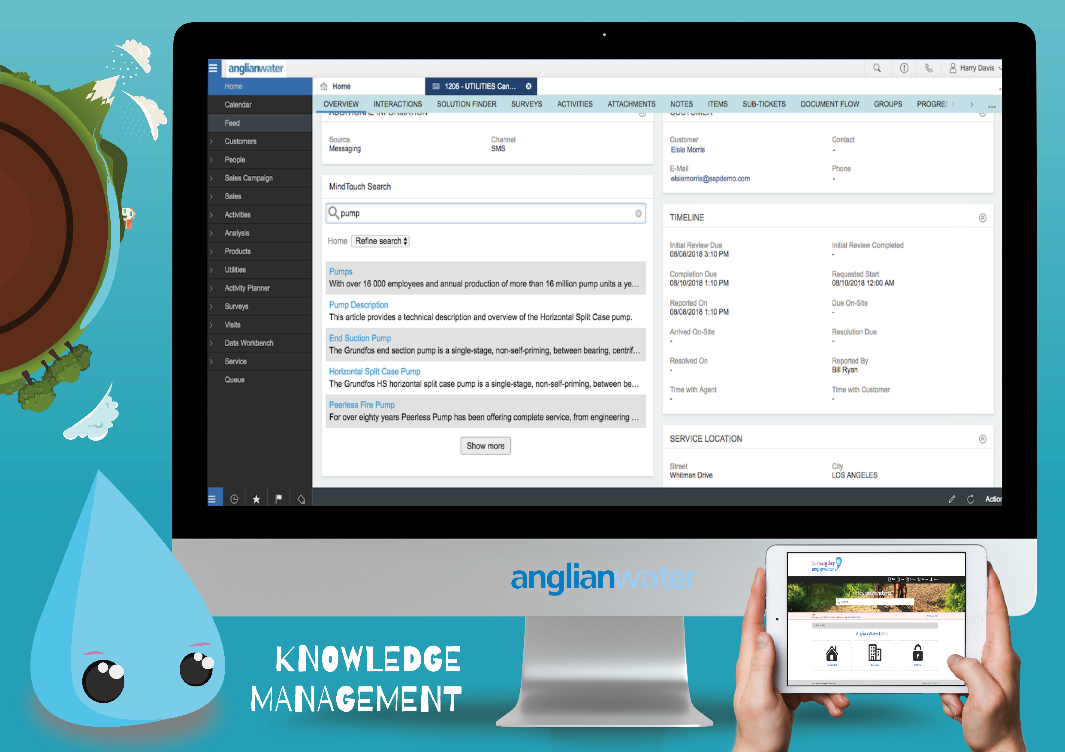 anglianwater
Harry Davis
Home
Calendar
Feed
Customers
People
Sales Campaign
Sales
Activities
Analysis
Products
Utilities
Activity Planner
Surveys
Visits
Data Workbench
Service
Queue
Home
1205 - UTILITIES Can...
OVERVIEW INTERACTIONS SOLUTION FINDER SURVEYS ACTIVITIES ATTACHMENTS NOTES ITEMS SUB-TICKETS DOCUMENT FLOW GROUPS PROGRE
ADDITIONAL INFORMATION
Source Channel
Messaging SMS
MindTouch Search
pump
Home Refine search
Pumps
With over 16 000 employees and annual production of more than 16 million pump units a ye...
Pump Description
This article provides a technical description and overview of the Horizontal Split Case pump.
End Suction Pump
The Grundfos end section pump is a single-stage, non-self-priming, between bearing, centrif...
Horizontal Split Case Pump
The Grundfos HS horizontal split case pump is a single-stage, non-self-priming, between be...
Peerless Fire Pump
For over eighty years Peerless Pump has been offering complete service, from engineering ...
Show more
CUSTOMER
Customer Contact
Elsie Morris -
E-Mail Phone
elsiemorris@sapdemo.com -
TIMELINE
Initial Review Due Initial Review Completed
08/08/2018 3:10 PM -
Completion Due Requested Start
08/10/2018 1:10 PM 08/10/2018 12:00 AM
Reported On Due On-Site
08/08/2018 1:10 PM -
Arrived On-Site Resolution Due
- -
Resolved On Reported By
- Bill Ryan
Time with Agent Time with Customer
- -
SERVICE LOCATION
Street City
Whitman Drive LOS ANGELES
Action
anglianwater
KNOWLEDGE
MANAGEMENT
anglianwater